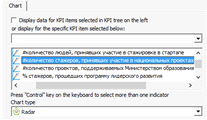 Chart
Display data for KPI items selected in KPI tree on the left
or display for the specific KPI item selected below:
#количество людей, принявших участие в стажировке в стартапе
#количество стажеров, принявших участие в национальных проектах
#количество проектов, поддерживаемых Министерством образования
% стажеров, прошедших программу лидерского развития
Press "Control" key on the keyboard to select more than one indicator
Chart type
Radar